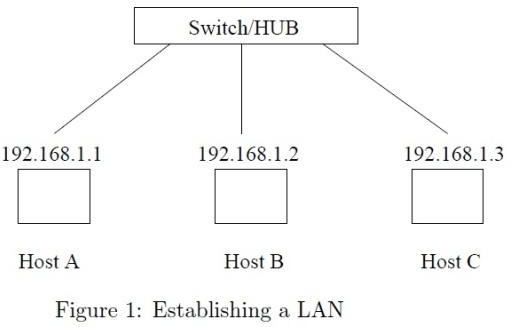 Switch/HUB
192.168.1.1 192.168.1.2 192.168.1.3
Host A Host B Host C
Figure 1: Establishing a LAN